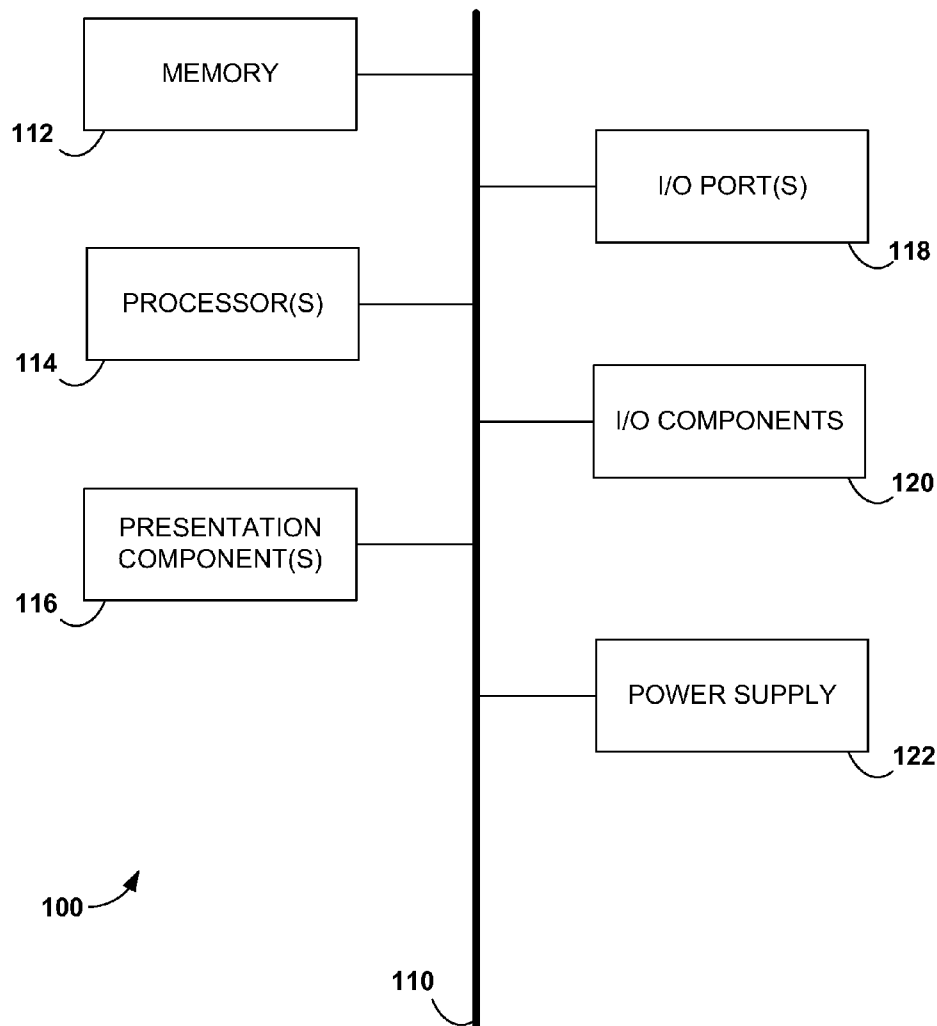 MEMORY
112
I/O PORT(S)
118
PROCESSOR(S)
114
I/O COMPONENTS
120
PRESENTATION
COMPONENT(S)
116
POWER SUPPLY
122
100
110